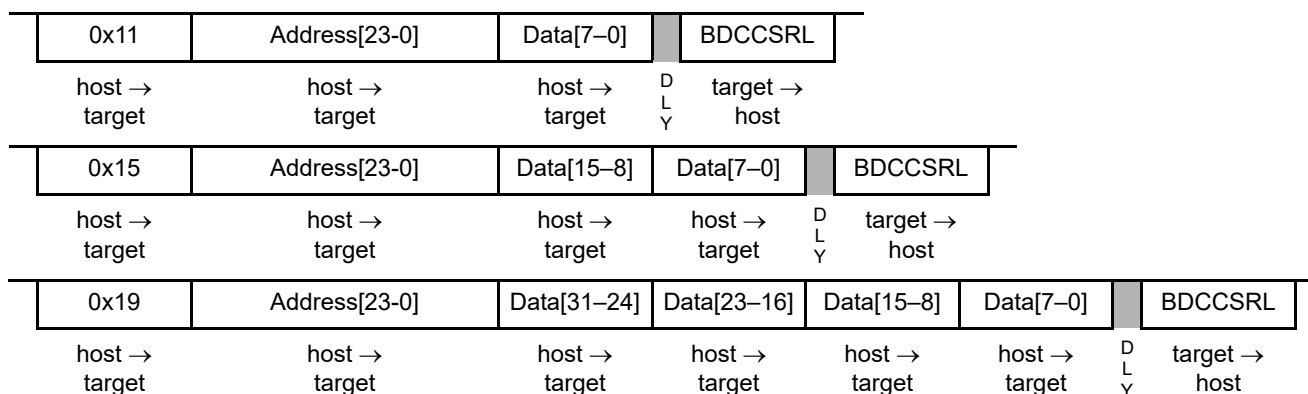 0x11 Address[23-0] Data[7–0] BDCCSRL
host → host → host → D L Y target →
target target target host
0x15 Address[23-0] Data[15–8] Data[7–0] BDCCSRL
host → host → host → host → D L Y target →
target target target target host
0x19 Address[23-0] Data[31–24] Data[23–16] Data[15–8] Data[7–0] BDCCSRL
host → host → host → host → host → host → D L Y target →
target target target target target target host